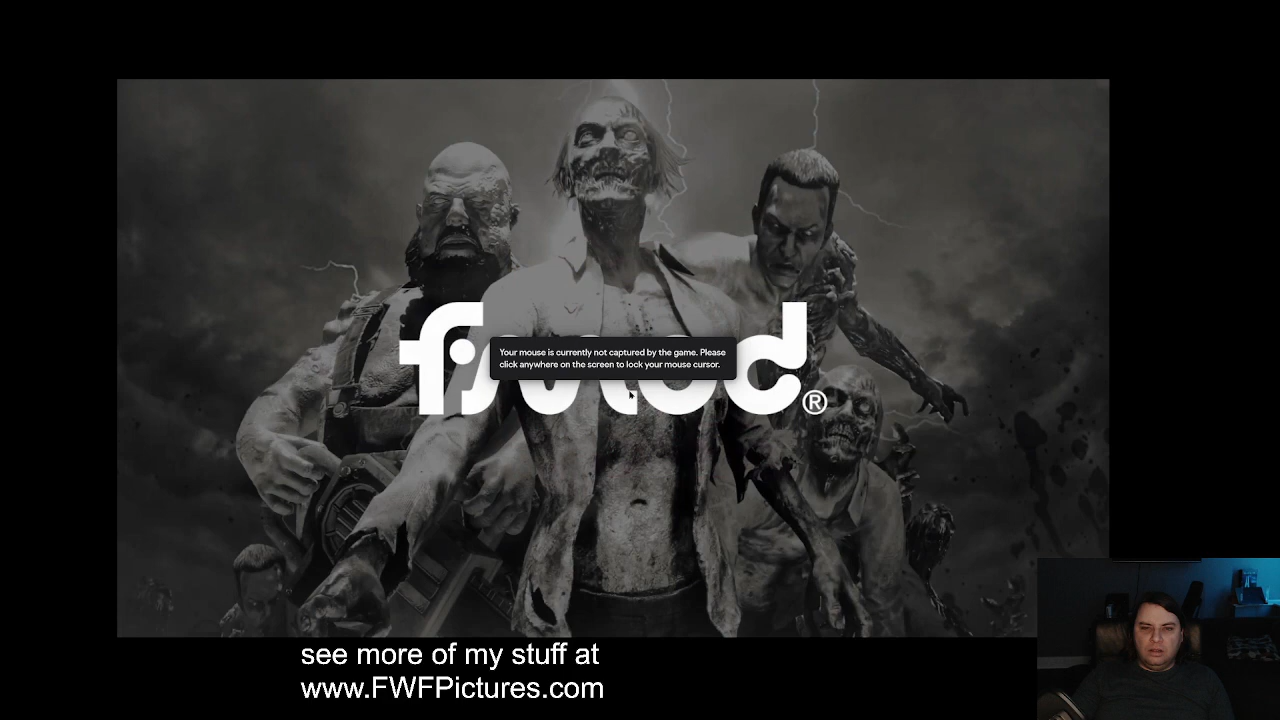 fmod®
Your mouse is currently not captured by the game. Please
click anywhere on the screen to lock your mouse cursor.
see more of my stuff at
www.FWFPictures.com